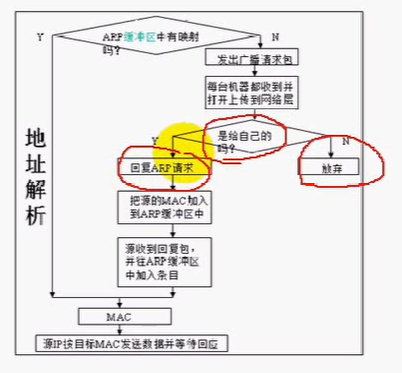 Y
ARP缓冲区中有映射
吗?
N
发出广播请求包
每台机器都收到并
打开上传到网络层
是给自己的
吗?
Y
N
回复ARP请求
放弃
地址解析
把源的MAC加入
到ARP缓冲区中
源收到回复包,
并往ARP缓冲区
中加入条目
MAC
源IP按目标MAC发送数据并等待回应